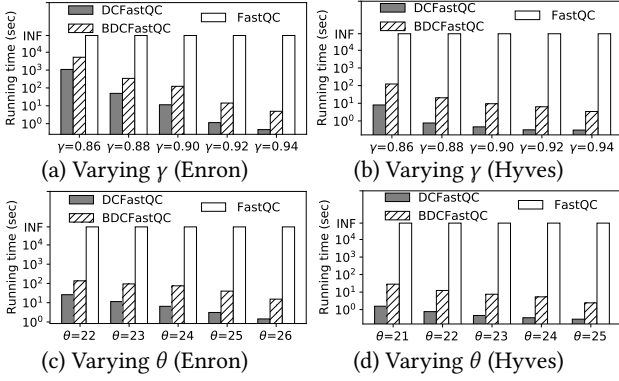 DCFastQC
BDCFastQC
FastQC
Running time (sec)
INF
10^4
10^3
10^2
10^1
10^0
γ=0.86 γ=0.88 γ=0.90 γ=0.92 γ=0.94
(a) Varying γ (Enron)
DCFastQC
BDCFastQC
FastQC
Running time (sec)
INF
10^4
10^3
10^2
10^1
10^0
γ=0.86 γ=0.88 γ=0.90 γ=0.92 γ=0.94
(b) Varying γ (Hyves)
DCFastQC
BDCFastQC
FastQC
Running time (sec)
INF
10^4
10^3
10^2
10^1
10^0
θ=22 θ=23 θ=24 θ=25 θ=26
(c) Varying θ (Enron)
DCFastQC
BDCFastQC
FastQC
Running time (sec)
INF
10^4
10^3
10^2
10^1
10^0
θ=21 θ=22 θ=23 θ=24 θ=25
(d) Varying θ (Hyves)